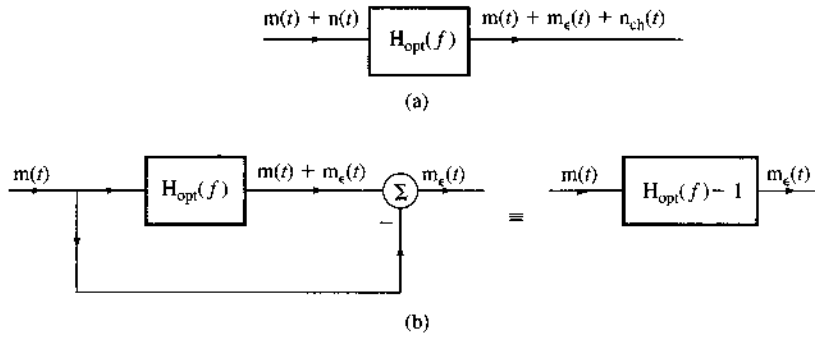 m(t) + n(t)
H_opt(f)
m(t) + m_ϵ(t) + n_ch(t)
(a)
m(t)
H_opt(f)
m(t) + m_ϵ(t)
Σ
m_ϵ(t)
−
≡
m(t)
H_opt(f) − 1
m_ϵ(t)
(b)